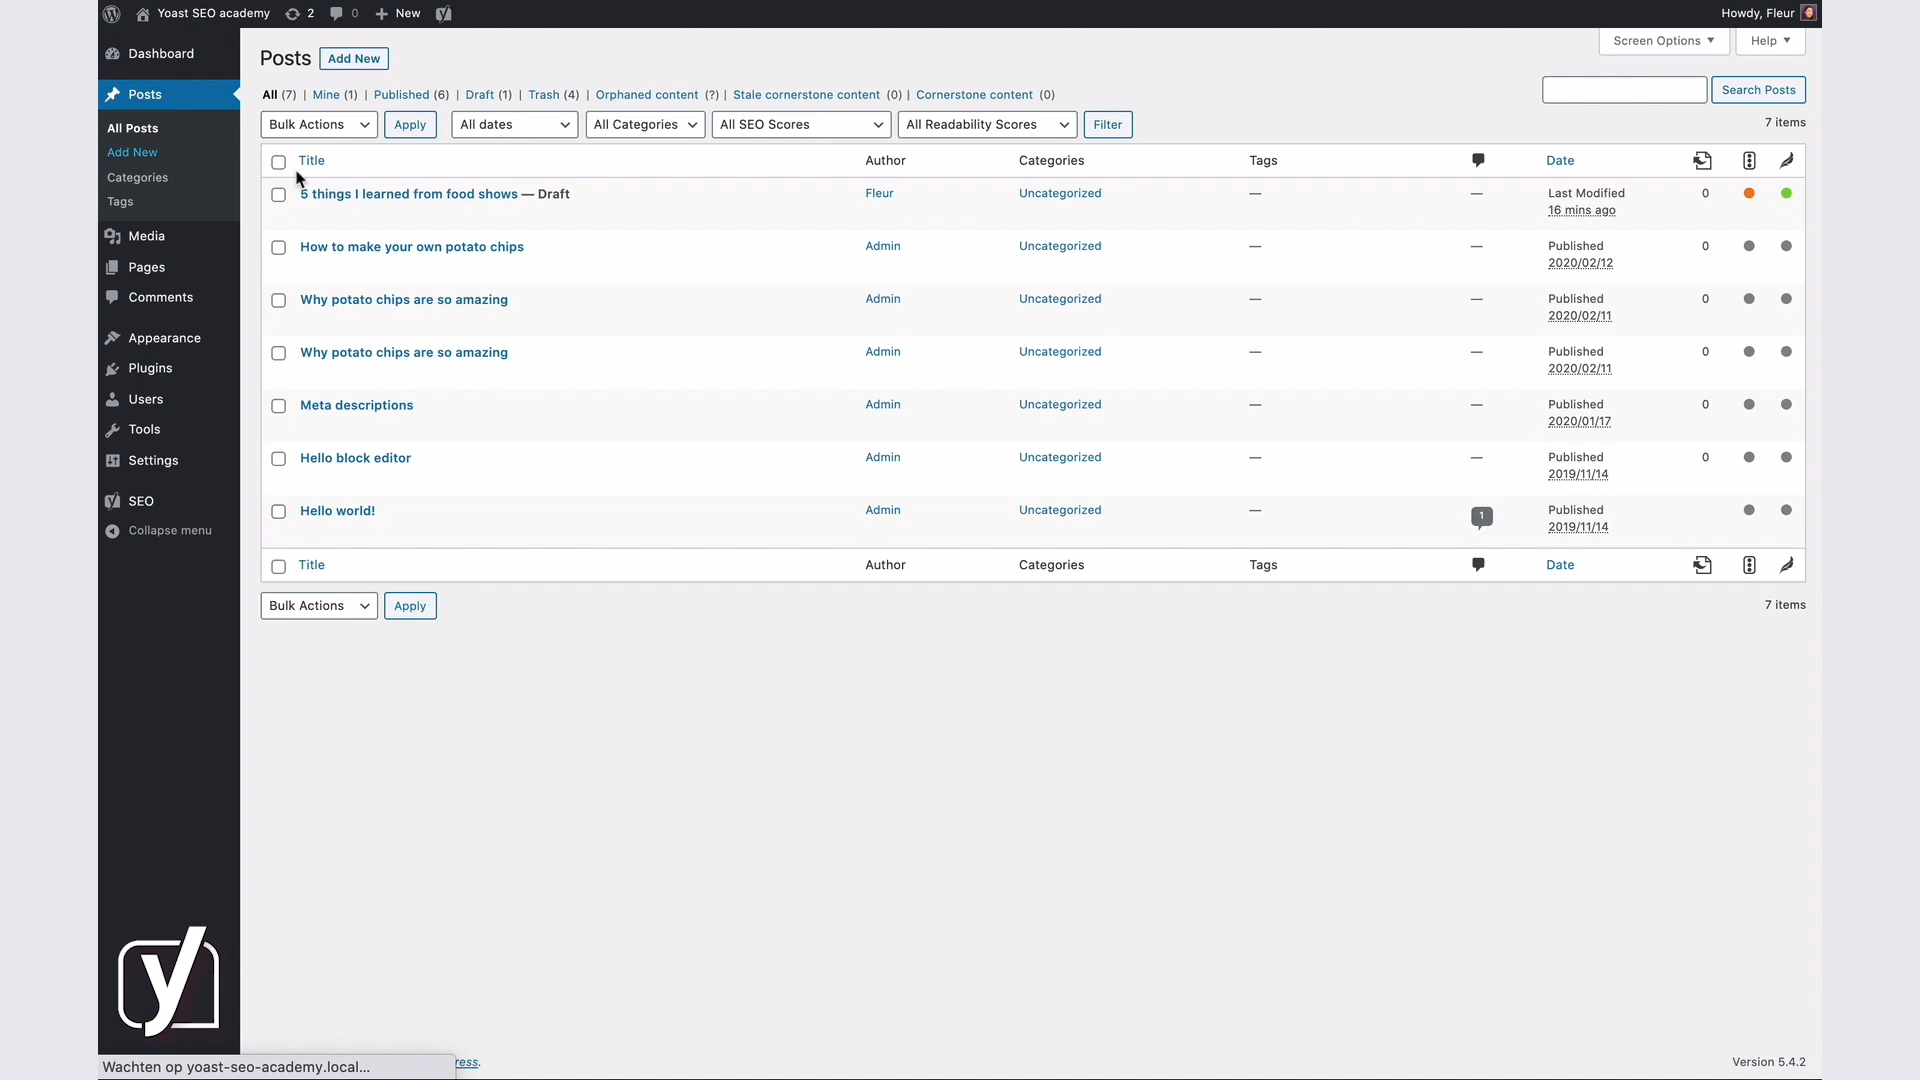 Yoast SEO academy 2 0 New Howdy, Fleur
Dashboard
Posts
All Posts
Add New
Categories
Tags
Media
Pages
Comments
Appearance
Plugins
Users
Tools
Settings
SEO
Collapse menu
Screen Options Help
Posts Add New
All (7) | Mine (1) | Published (6) | Draft (1) | Trash (4) | Orphaned content (?) | Stale cornerstone content (0) | Cornerstone content (0)
Search Posts
Bulk Actions Apply All dates All Categories All SEO Scores All Readability Scores Filter
7 items
Title Author Categories Tags Date
5 things I learned from food shows — Draft Fleur Uncategorized — — Last Modified 0
16 mins ago
How to make your own potato chips Admin Uncategorized — — Published 0
2020/02/12
Why potato chips are so amazing Admin Uncategorized — — Published 0
2020/02/11
Why potato chips are so amazing Admin Uncategorized — — Published 0
2020/02/11
Meta descriptions Admin Uncategorized — — Published 0
2020/01/17
Hello block editor Admin Uncategorized — — Published 0
2019/11/14
Hello world! Admin Uncategorized — 1 Published
2019/11/14
Title Author Categories Tags Date
Bulk Actions Apply
7 items
y
Wachten op yoast-seo-academy.local...
ress.
Version 5.4.2